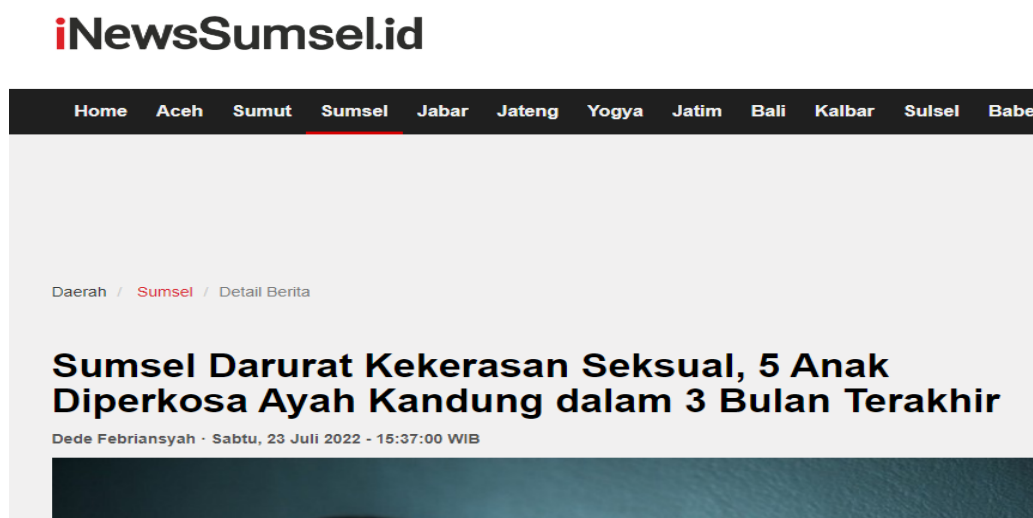 iNewsSumsel.id
Home Aceh Sumut Sumsel Jabar Jateng Yogya Jatim Bali Kalbar Sulsel Babe
Daerah / Sumsel / Detail Berita
Sumsel Darurat Kekerasan Seksual, 5 Anak
Diperkosa Ayah Kandung dalam 3 Bulan Terakhir
Dede Febriansyah · Sabtu, 23 Juli 2022 - 15:37:00 WIB